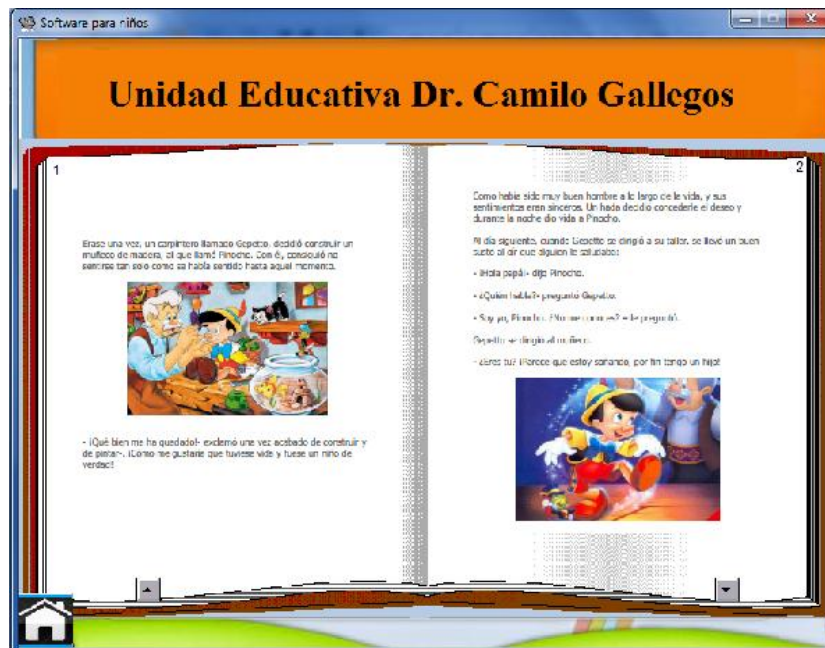 Software para niños
Unidad Educativa Dr. Camilo Gallegos
1
Erase una vez, un carpintero llamado Gepetto, decidió construir un
muñeco de madera, al que llamó Pinocho. Con él, consiguió no
sentirse tan solo como se había sentido hasta aquel momento.
- ¡Qué bien me ha quedado!- exclamó una vez acabado de construir y
de pintar-. ¡Cómo me gustaría que tuviese vida y fuese un niño de
verdad!
2
Como había sido muy buen hombre a lo largo de la vida, y sus
sentimientos eran sinceros. Un hada decidió concederle el deseo y
durante la noche dio vida a Pinocho.
Al día siguiente, cuando Gepetto se dirigió a su taller, se llevó un buen
susto al oír que alguien le saludaba:
- ¡Hola papá!- dijo Pinocho.
- ¿Quién habla?- preguntó Gepetto.
- Soy yo, Pinocho. ¿No me conoces? – le preguntó.
Gepetto se dirigió al muñeco.
- ¿Eres tu? ¡Parece que estoy soñando, por fin tengo un hijo!